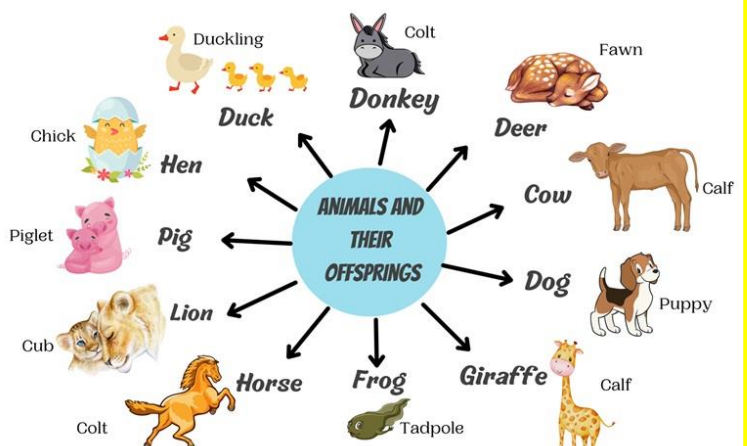 Duckling
Colt
Fawn
Duck
Donkey
Deer
Chick
Hen
Cow
Calf
ANIMALS AND
THEIR
OFFSPRINGS
Piglet
Pig
Dog
Puppy
Lion
Cub
Horse
Frog
Giraffe
Calf
Colt
Tadpole